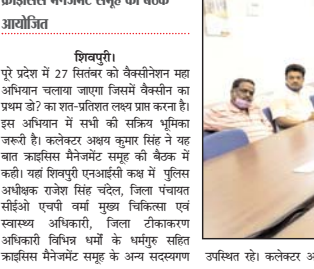 क्राइसिस मैनेजमेंट समूह की बैठक
आयोजित
शिवपुरी।
पूरे प्रदेश में 27 सितंबर को वैक्सीनेशन महा
अभियान चलाया जाएगा जिसमें वैक्सीन का
प्रथम डो? का शत-प्रतिशत लक्ष्य प्राप्त करना है।
इस अभियान में सभी की सक्रिय भूमिका
जरूरी है। कलेक्टर अक्षय कुमार सिंह ने यह
बात क्राइसिस मैनेजमेंट समूह की बैठक में
कही। यहां शिवपुरी एनआईसी कक्ष में पुलिस
अधीक्षक राजेश सिंह चंदेल, जिला पंचायत
सीईओ एचपी वर्मा मुख्य चिकित्सा एवं
स्वास्थ्य अधिकारी, जिला टीकाकरण
अधिकारी विभिन्न धर्मों के धर्मगुरु सहित
क्राइसिस मैनेजमेंट समूह के अन्य सदस्यगण
उपस्थित रहे। कलेक्टर